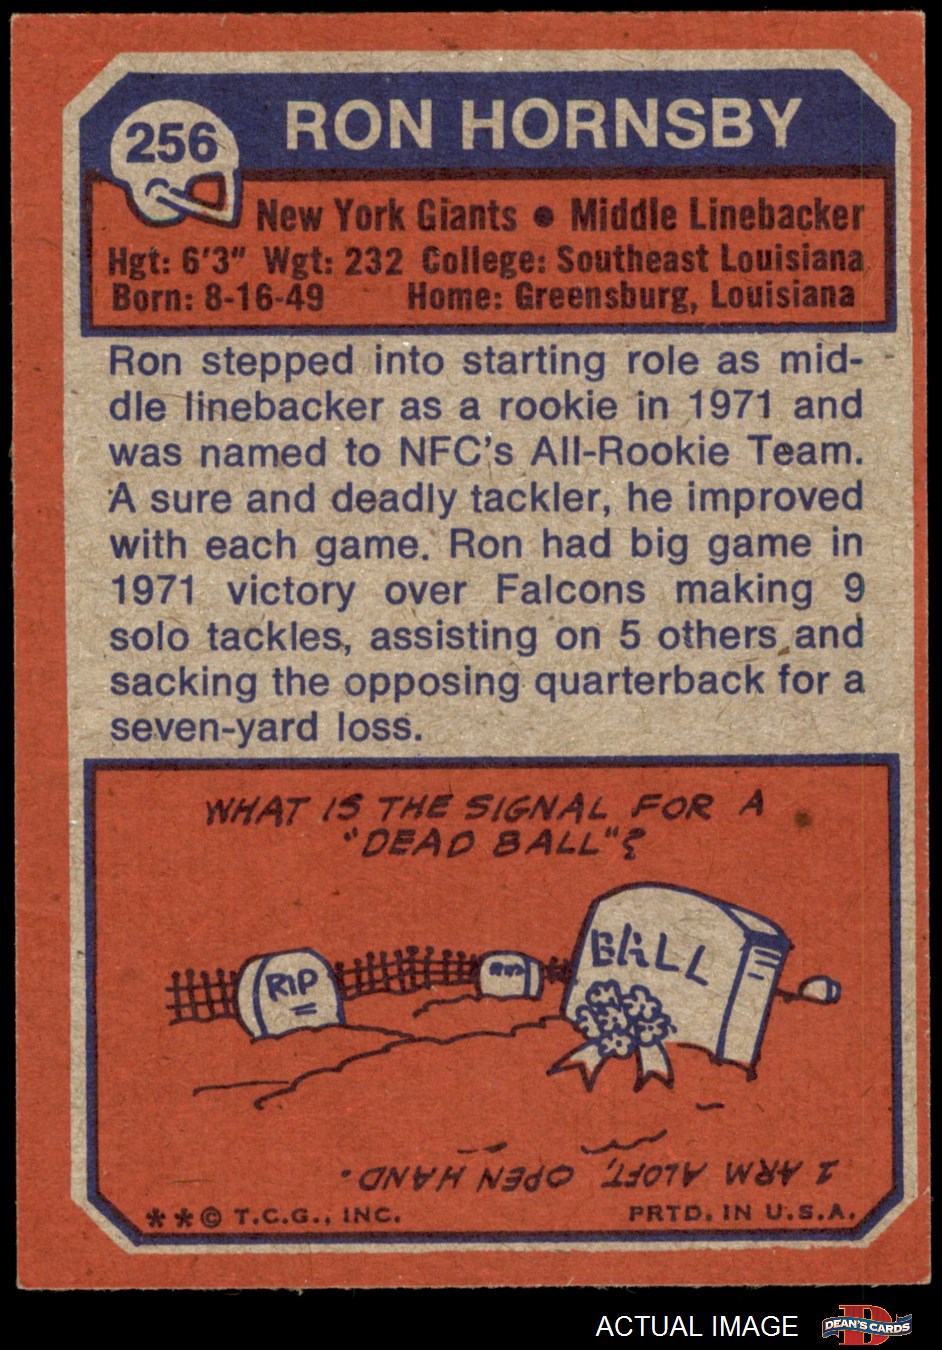 256
RON HORNSBY
New York Giants • Middle Linebacker
Hgt: 6'3" Wgt: 232 College: Southeast Louisiana
Born: 8-16-49 Home: Greensburg, Louisiana
Ron stepped into starting role as mid-
dle linebacker as a rookie in 1971 and
was named to NFC's All-Rookie Team.
A sure and deadly tackler, he improved
with each game. Ron had big game in
1971 victory over Falcons making 9
solo tackles, assisting on 5 others and
sacking the opposing quarterback for a
seven-yard loss.
WHAT IS THE SIGNAL FOR A
"DEAD BALL"?
BALL
RIP
1 ARM ALOFT, OPEN HAND.
**© T.C.G., INC. PRTD. IN U.S.A.
ACTUAL IMAGE
DEAN'S CARDS